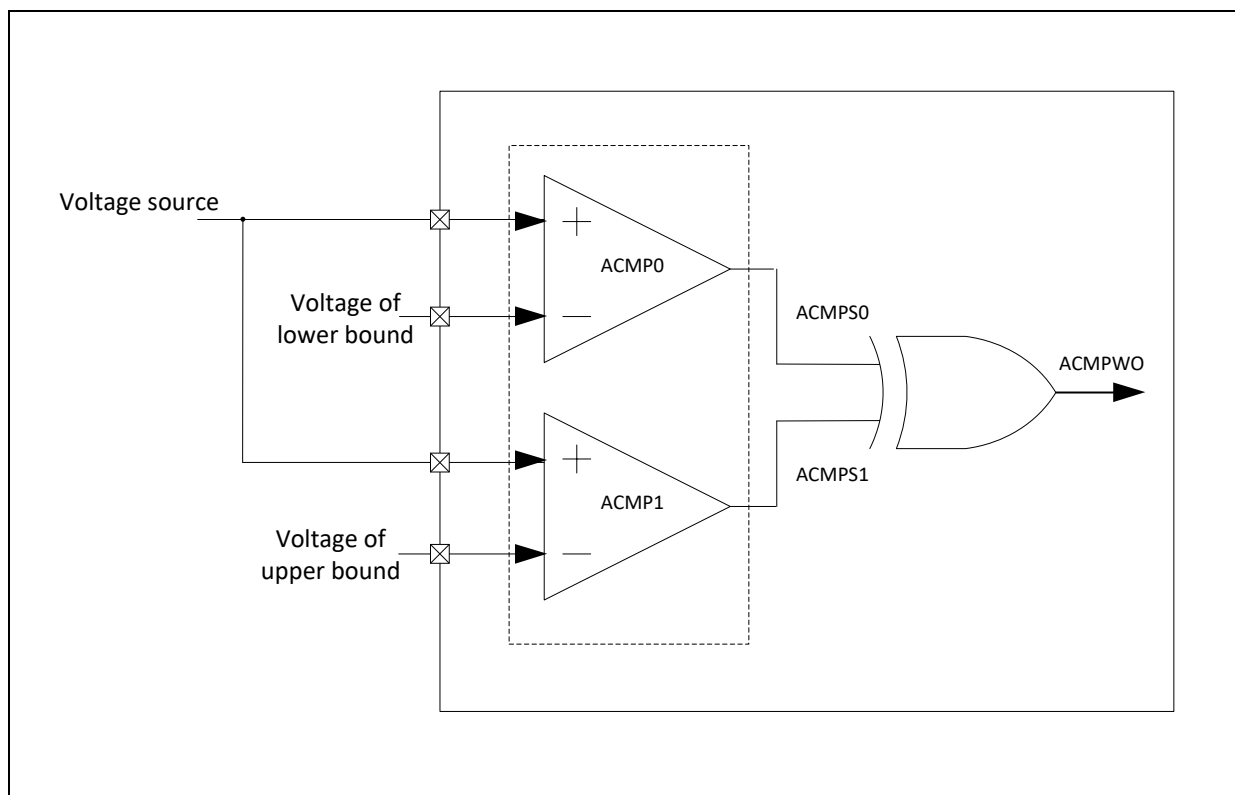 Voltage source
+
ACMP0
Voltage of
lower bound
−
ACMPS0
ACMPWO
+
ACMPS1
ACMP1
Voltage of
upper bound
−